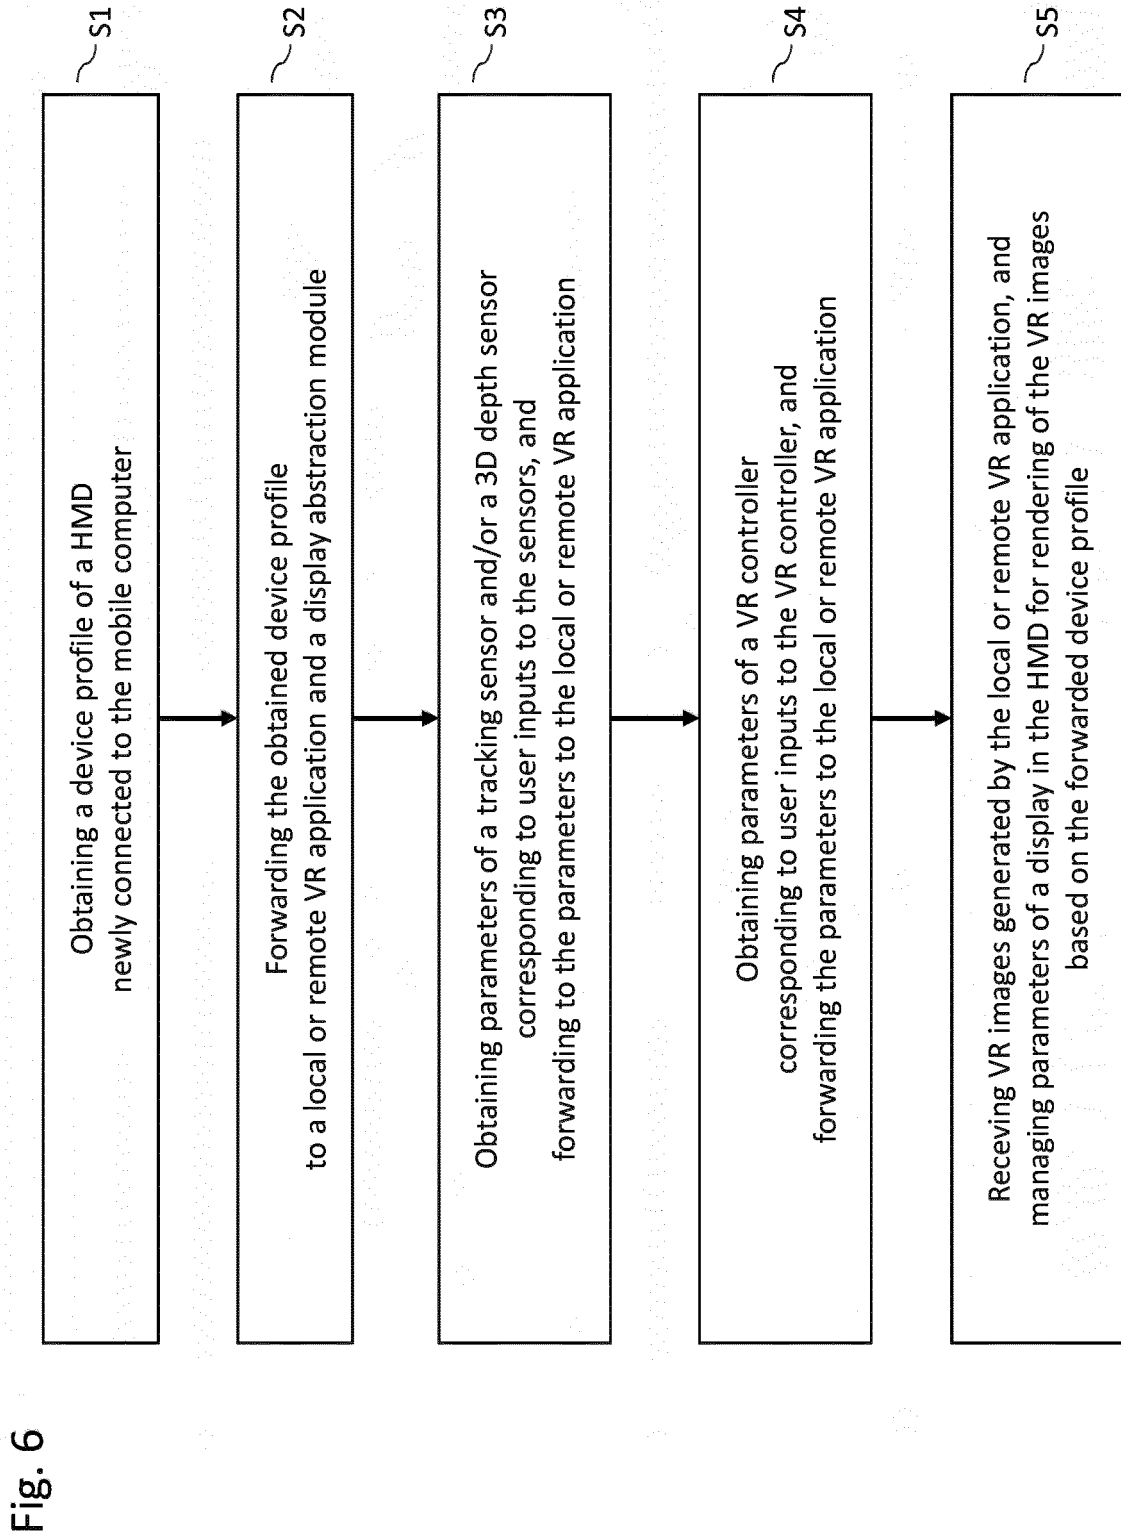 Fig. 6
S1
Obtaining a device profile of a HMD
newly connected to the mobile computer
S2
Forwarding the obtained device profile
to a local or remote VR application and a display abstraction module
S3
Obtaining parameters of a tracking sensor and/or a 3D depth sensor
corresponding to user inputs to the sensors, and
forwarding to the parameters to the local or remote VR application
S4
Obtaining parameters of a VR controller
corresponding to user inputs to the VR controller, and
forwarding the parameters to the local or remote VR application
S5
Receving VR images generated by the local or remote VR application, and
managing parameters of a display in the HMD for rendering of the VR images
based on the forwarded device profile